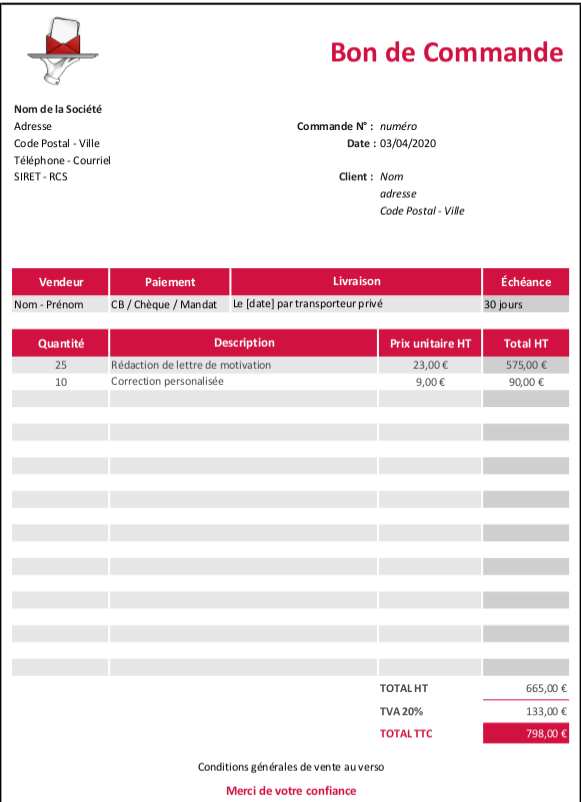 Bon de Commande
Nom de la Société
Adresse
Code Postal - Ville
Téléphone - Courriel
SIRET - RCS
Commande N° : numéro
Date : 03/04/2020
Client : Nom
adresse
Code Postal - Ville
Vendeur Paiement Livraison Échéance
Nom - Prénom CB / Chèque / Mandat Le [date] par transporteur privé 30 jours
Quantité Description Prix unitaire HT Total HT
25 Rédaction de lettre de motivation 23,00 € 575,00 €
10 Correction personalisée 9,00 € 90,00 €
TOTAL HT 665,00 €
TVA 20% 133,00 €
TOTAL TTC 798,00 €
Conditions générales de vente au verso
Merci de votre confiance